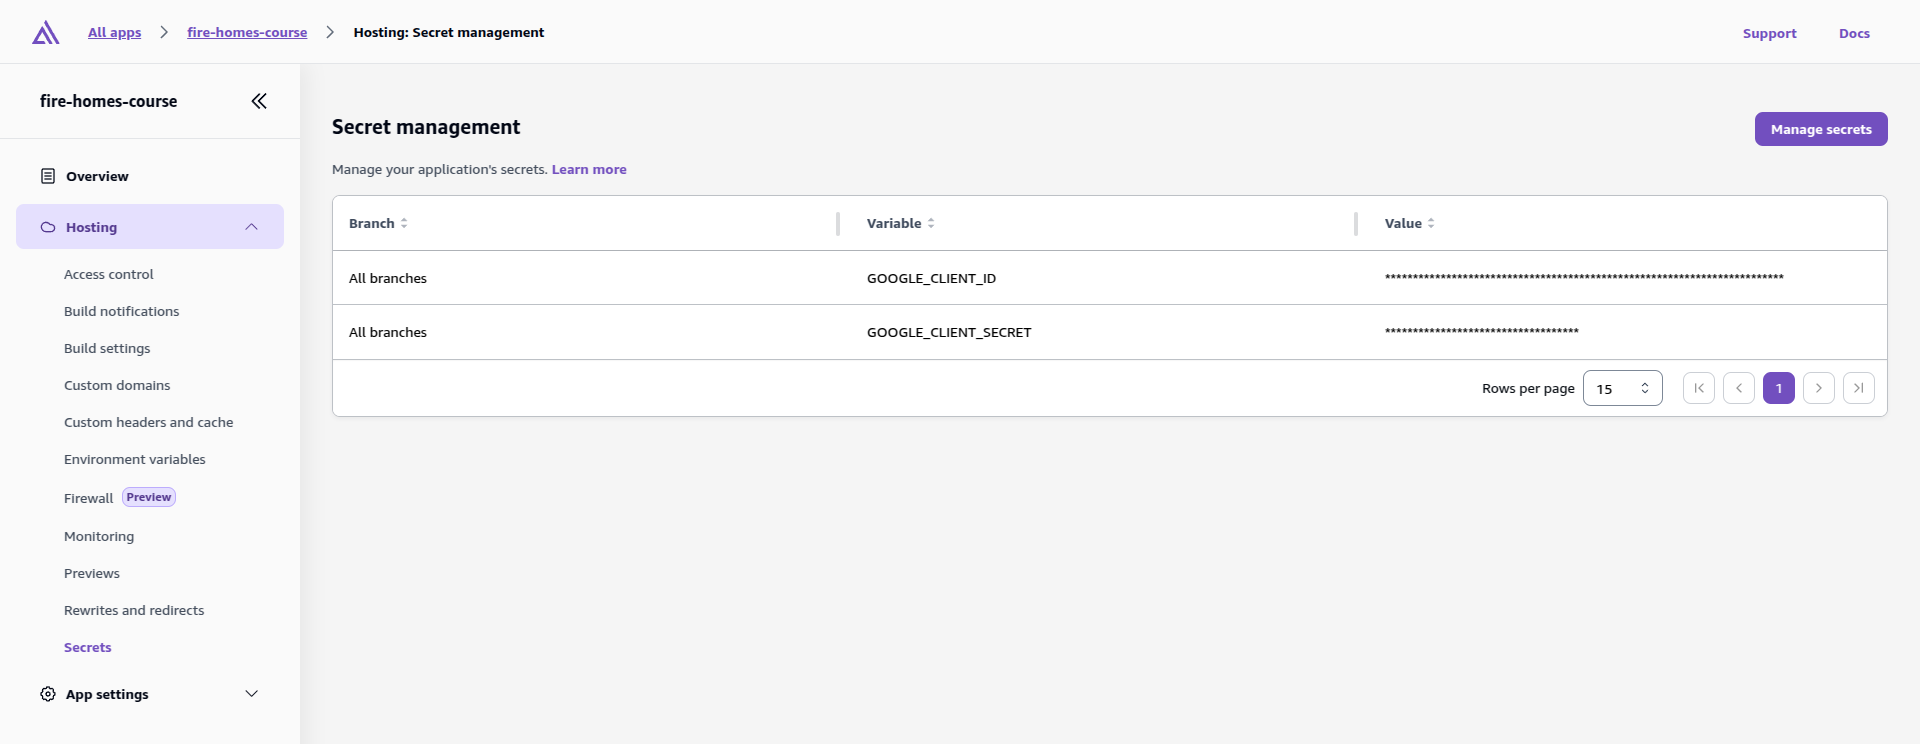 All apps
fire-homes-course
Hosting: Secret management
Support
Docs
fire-homes-course
Overview
Hosting
Access control
Build notifications
Build settings
Custom domains
Custom headers and cache
Environment variables
Firewall Preview
Monitoring
Previews
Rewrites and redirects
Secrets
App settings
Secret management
Manage secrets
Manage your application's secrets. Learn more
Branch Variable Value
All branches GOOGLE_CLIENT_ID ************************************************************************
All branches GOOGLE_CLIENT_SECRET ***********************************
Rows per page 15 1